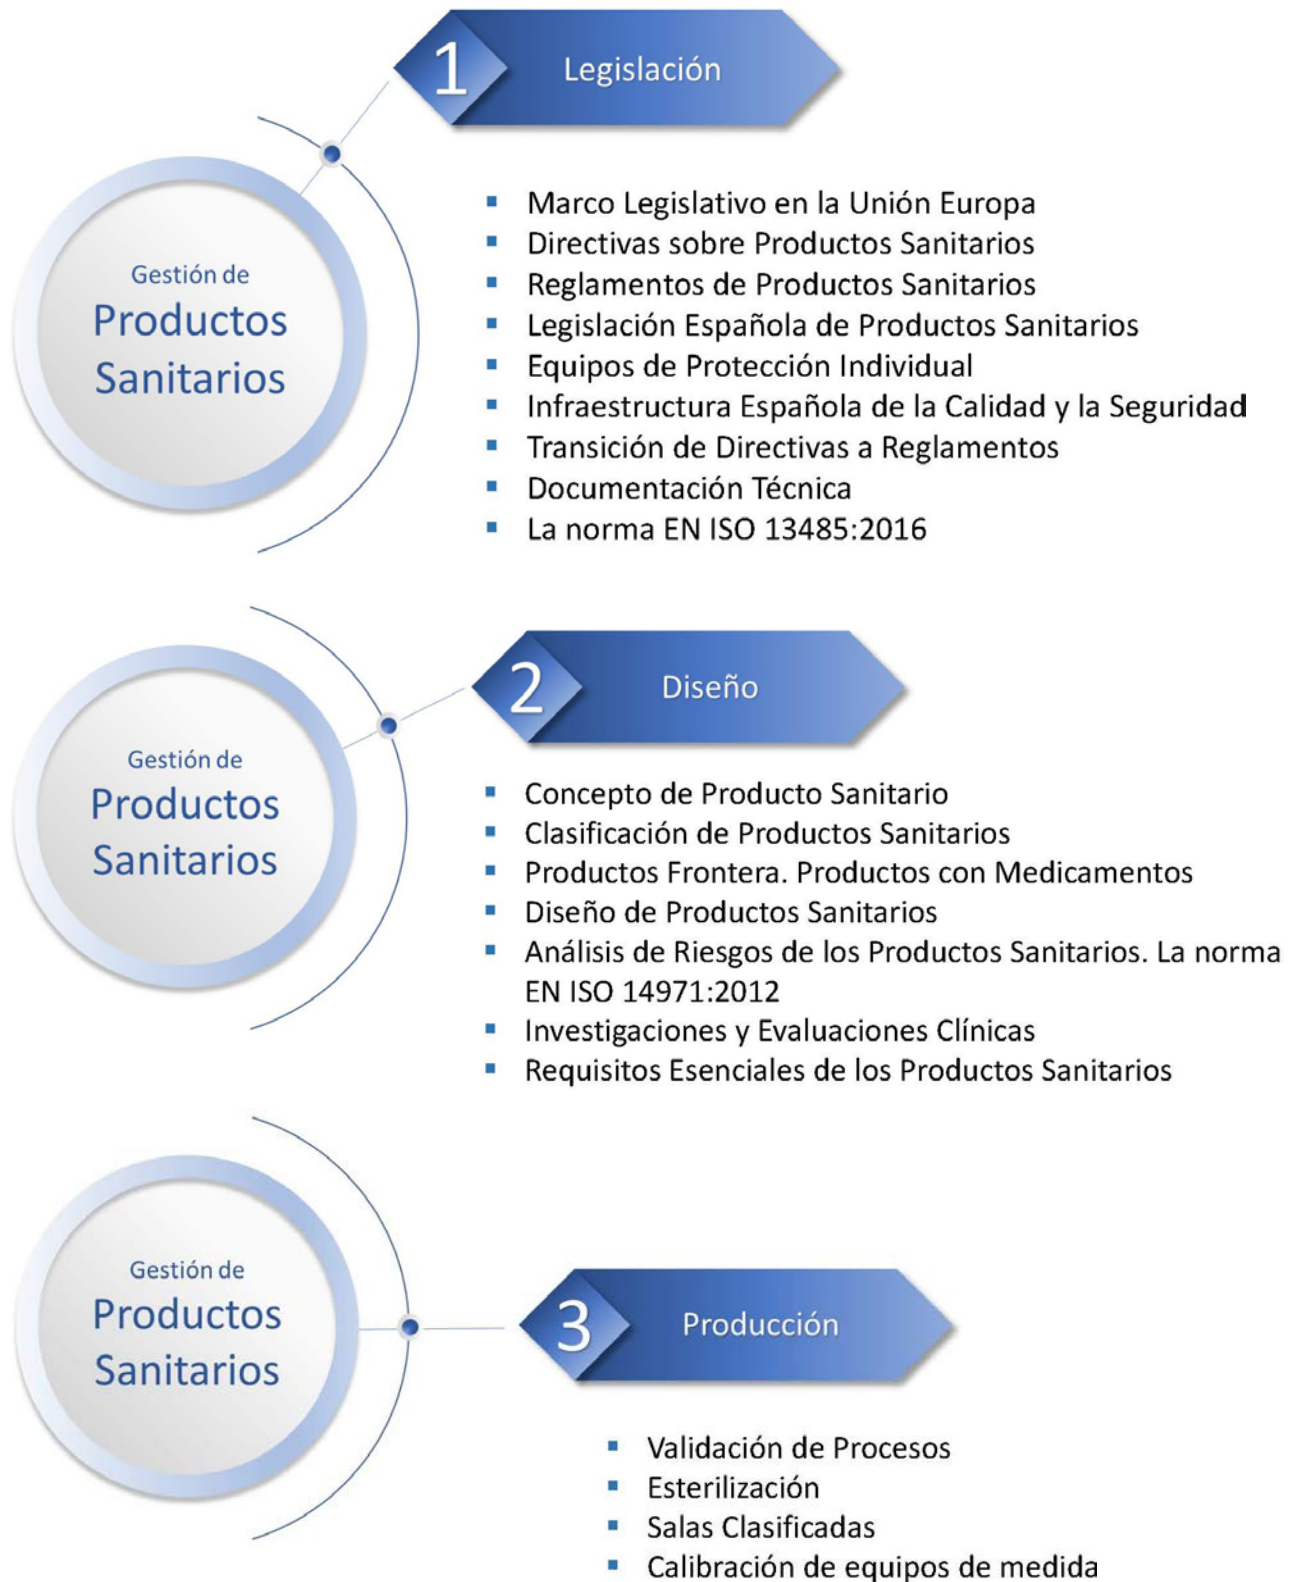 1
Legislación
Gestión de
Productos
Sanitarios
Marco Legislativo en la Unión Europa
Directivas sobre Productos Sanitarios
Reglamentos de Productos Sanitarios
Legislación Española de Productos Sanitarios
Equipos de Protección Individual
Infraestructura Española de la Calidad y la Seguridad
Transición de Directivas a Reglamentos
Documentación Técnica
La norma EN ISO 13485:2016
2
Diseño
Gestión de
Productos
Sanitarios
Concepto de Producto Sanitario
Clasificación de Productos Sanitarios
Productos Frontera. Productos con Medicamentos
Diseño de Productos Sanitarios
Análisis de Riesgos de los Productos Sanitarios. La norma
EN ISO 14971:2012
Investigaciones y Evaluaciones Clínicas
Requisitos Esenciales de los Productos Sanitarios
3
Producción
Gestión de
Productos
Sanitarios
Validación de Procesos
Esterilización
Salas Clasificadas
Calibración de equipos de medida